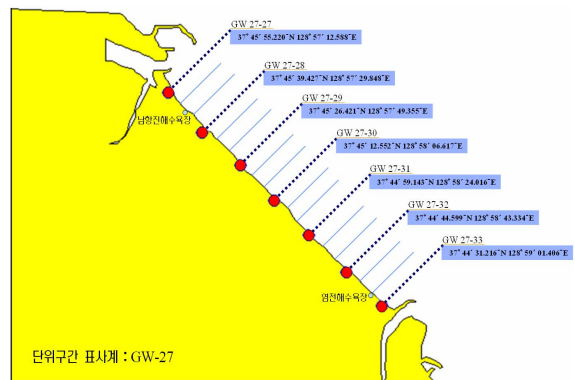 GW 27-27
37° 45′ 55.220″N 128° 57′ 12.588″E
GW 27-28
37° 45′ 39.427″N 128° 57′ 29.848″E
GW 27-29
37° 45′ 26.421″N 128° 57′ 49.355″E
남항진해수욕장
GW 27-30
37° 45′ 12.552″N 128° 58′ 06.617″E
GW 27-31
37° 44′ 59.143″N 128° 58′ 24.016″E
GW 27-32
37° 44′ 44.599″N 128° 58′ 43.334″E
GW 27-33
37° 44′ 31.216″N 128° 59′ 01.406″E
염전해수욕장
단위구간 표사계 : GW-27